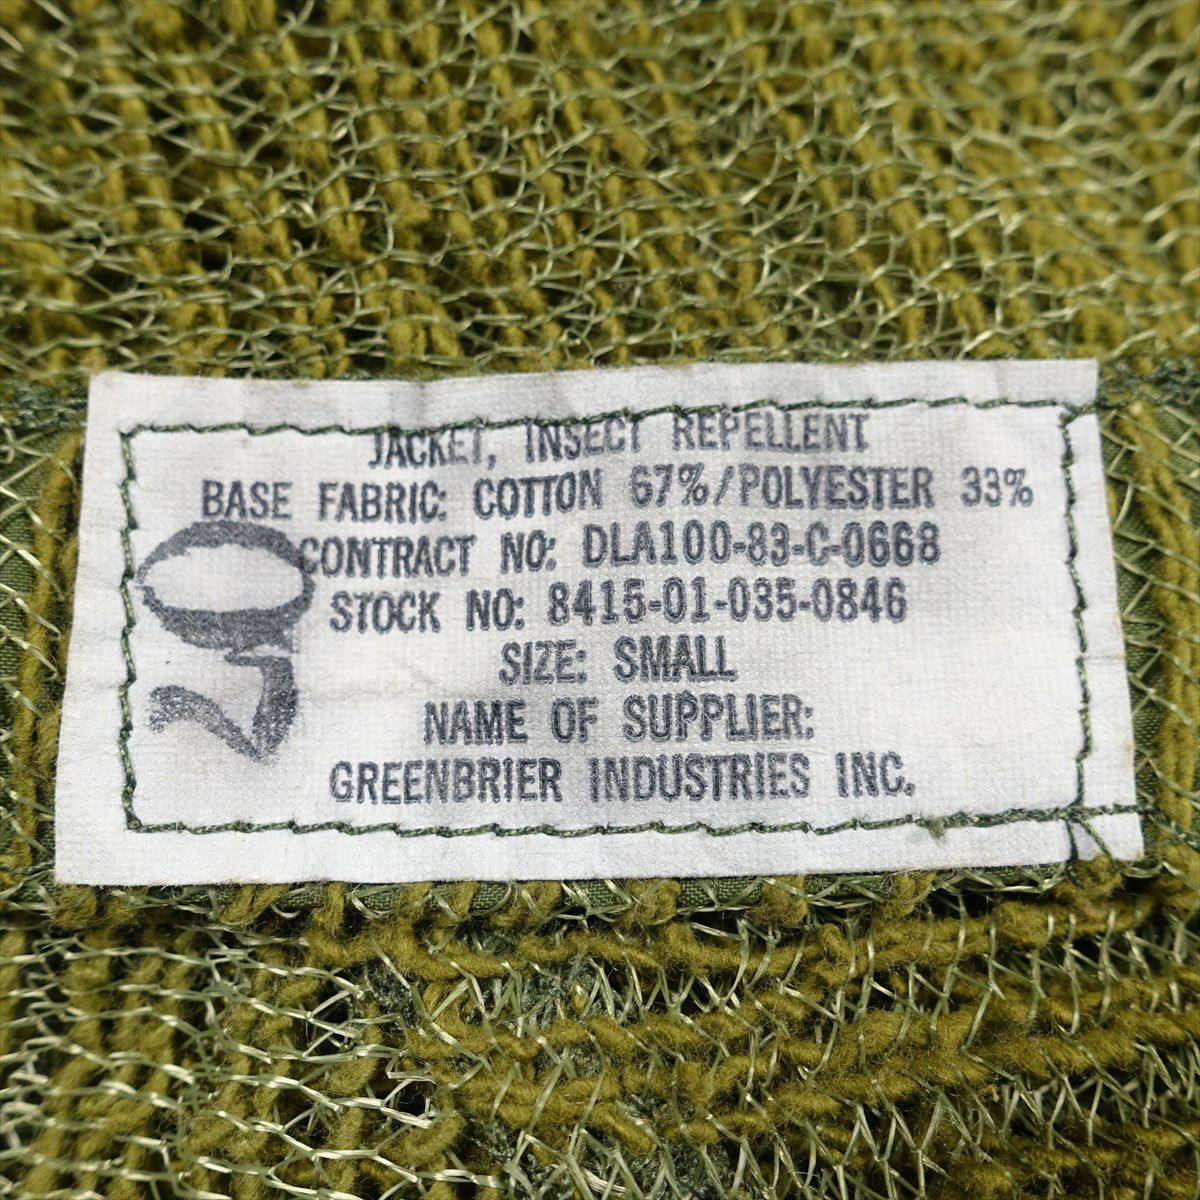 JACKET, INSECT REPELLENT
BASE FABRIC: COTTON 67%/POLYESTER 33%
CONTRACT NO: DLA100-83-C-0668
STOCK NO: 8415-01-035-0846
SIZE: SMALL
NAME OF SUPPLIER:
GREENBRIER INDUSTRIES INC.